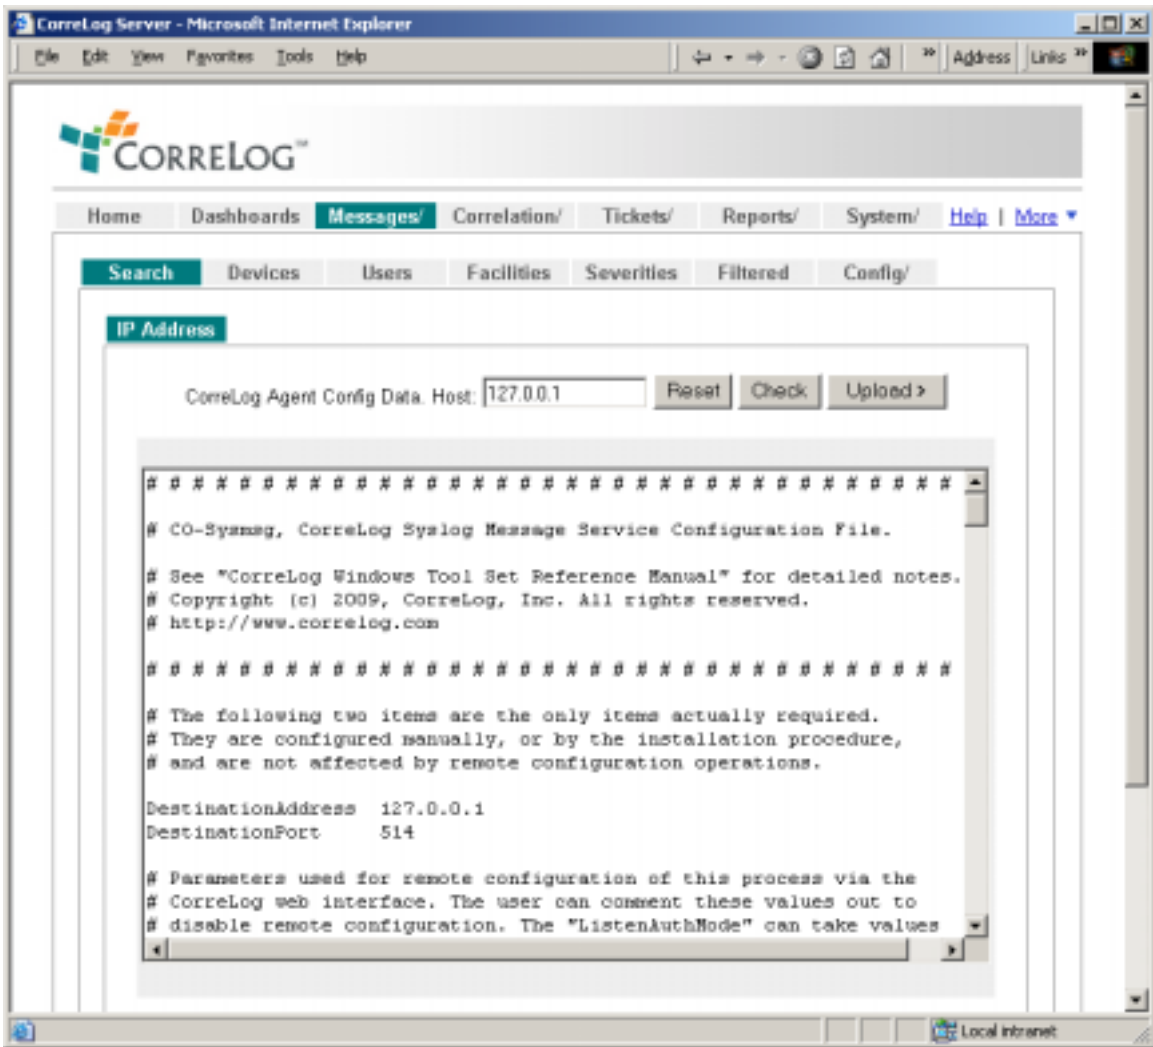 CorreLog Server - Microsoft Internet Explorer
File Edit View Favorites Tools Help Address Links
CORRELOG™
Home Dashboards Messages/ Correlation/ Tickets/ Reports/ System/ Help | More
Search Devices Users Facilities Severities Filtered Config/
IP Address
CorreLog Agent Config Data. Host: 127.0.0.1 Reset Check Upload >
# # # # # # # # # # # # # # # # # # # # # # # # # # # # # # # # # # #
# CO-Sysmsg, CorreLog Syslog Message Service Configuration File.
# See "CorreLog Windows Tool Set Reference Manual" for detailed notes.
# Copyright (c) 2009, CorreLog, Inc. All rights reserved.
# http://www.correlog.com
# # # # # # # # # # # # # # # # # # # # # # # # # # # # # # # # # # #
# The following two items are the only items actually required.
# They are configured manually, or by the installation procedure,
# and are not affected by remote configuration operations.
DestinationAddress 127.0.0.1
DestinationPort 514
# Parameters used for remote configuration of this process via the
# CorreLog web interface. The user can comment these values out to
# disable remote configuration. The "ListenAuthMode" can take values
Local intranet